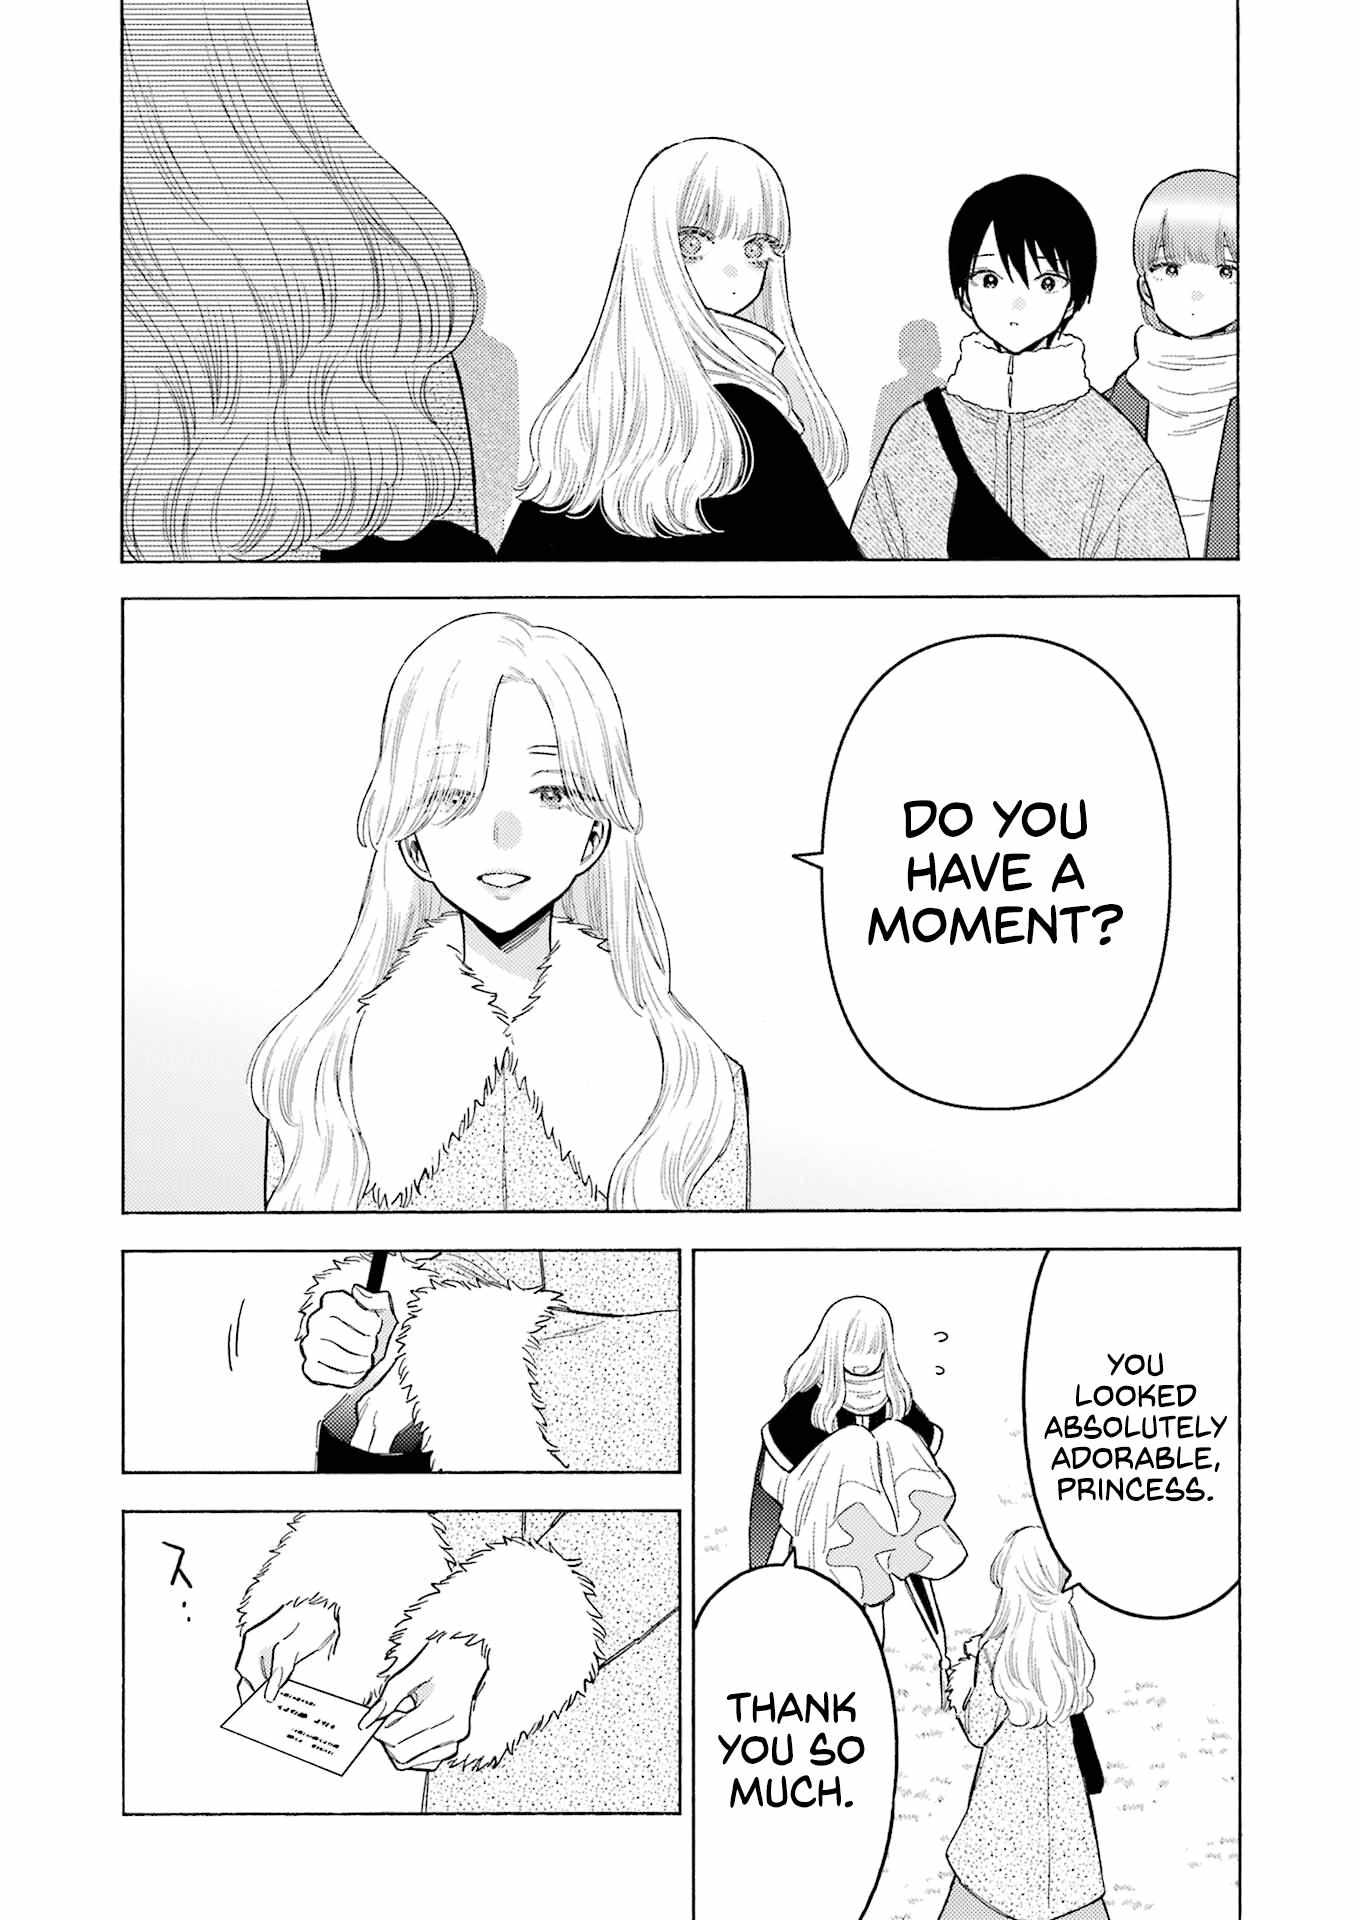 DO YOU
HAVE A
MOMENT?
YOU
LOOKED
ABSOLUTELY
ADORABLE,
PRINCESS.
THANK
YOU SO
MUCH.
ス..